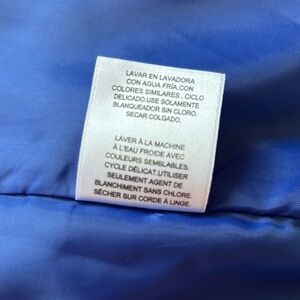 LAVAR EN LAVADORA
CON AGUA FRÍA,CON
COLORES SIMILARES . CICLO
DELICADO.USE SOLAMENTE
BLANQUEADOR SIN CLORO.
SECAR COLGADO.
LAVER À LA MACHINE
À L'EAU FROIDE AVEC
COULEURS SEMBLABLES.
CYCLE DÉLICAT.UTILISER
SEULEMENT AGENT DE
BLANCHIMENT SANS CHLORE.
SÉCHER SUR CORDE À LINGE.